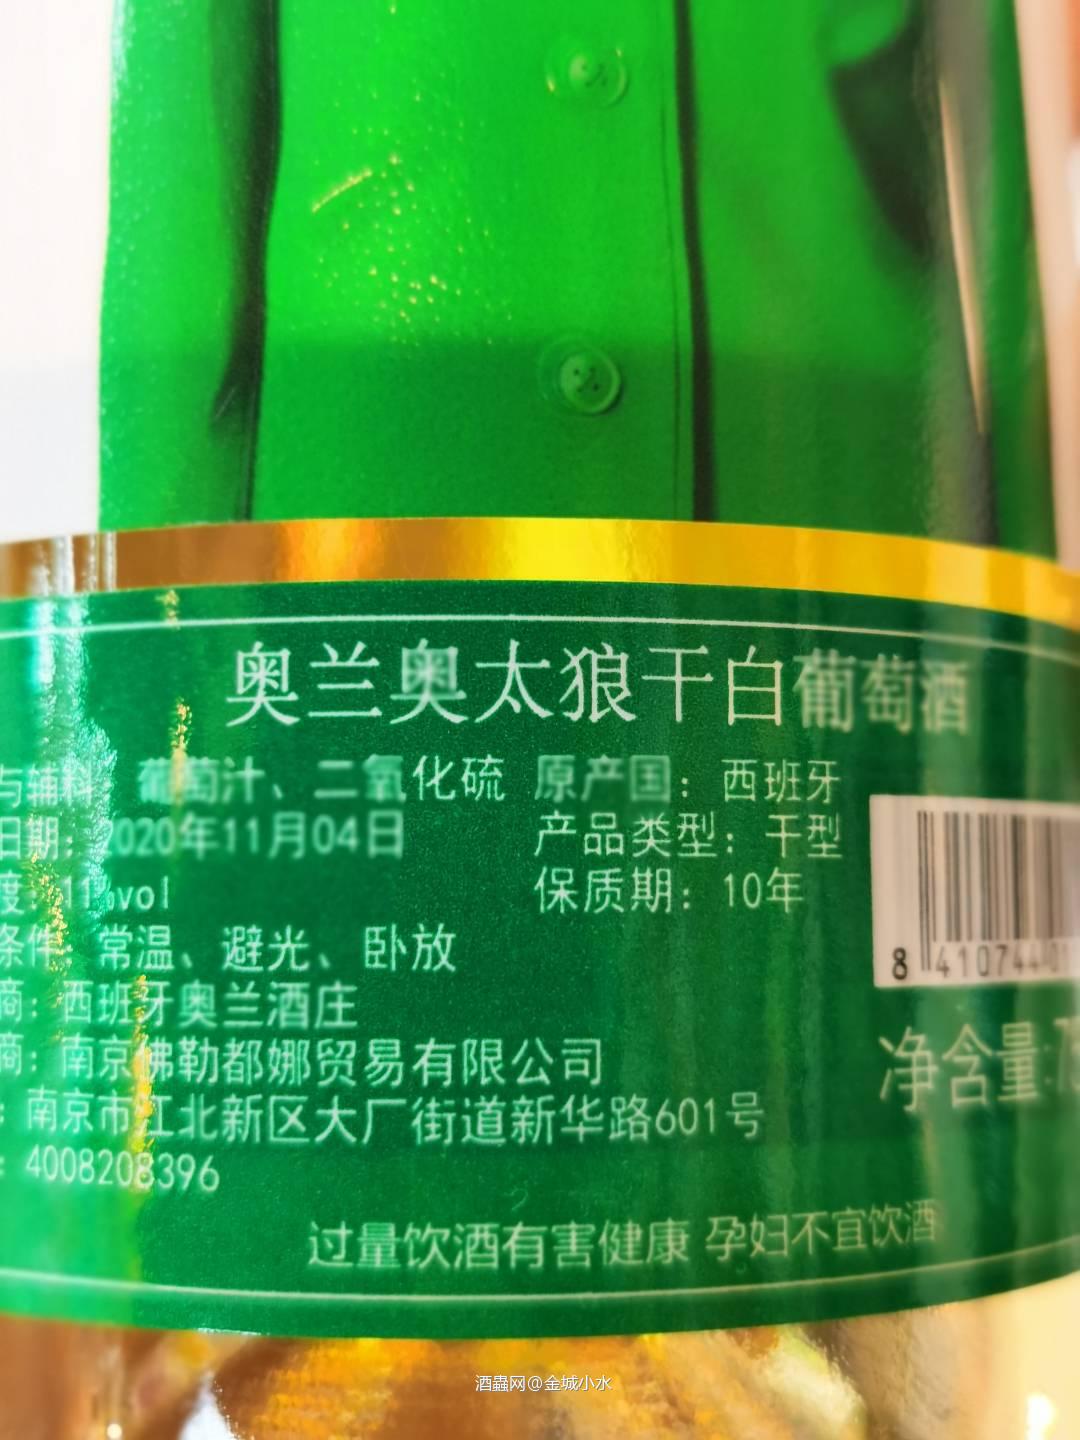 奥兰奥太狼干白葡萄酒
与辅料: 葡萄汁、二氧化硫 原产国: 西班牙
日期: 2020年11月04日 产品类型: 干型
度: 11%vol 保质期: 10年
条件: 常温、避光、卧放
8 410744 01
商: 西班牙奥兰酒庄
商: 南京佛勒都娜贸易有限公司
净含量:
: 南京市江北新区大厂街道新华路601号
: 4008208396
过量饮酒有害健康 孕妇不宜饮酒
酒蟲网@金城小水